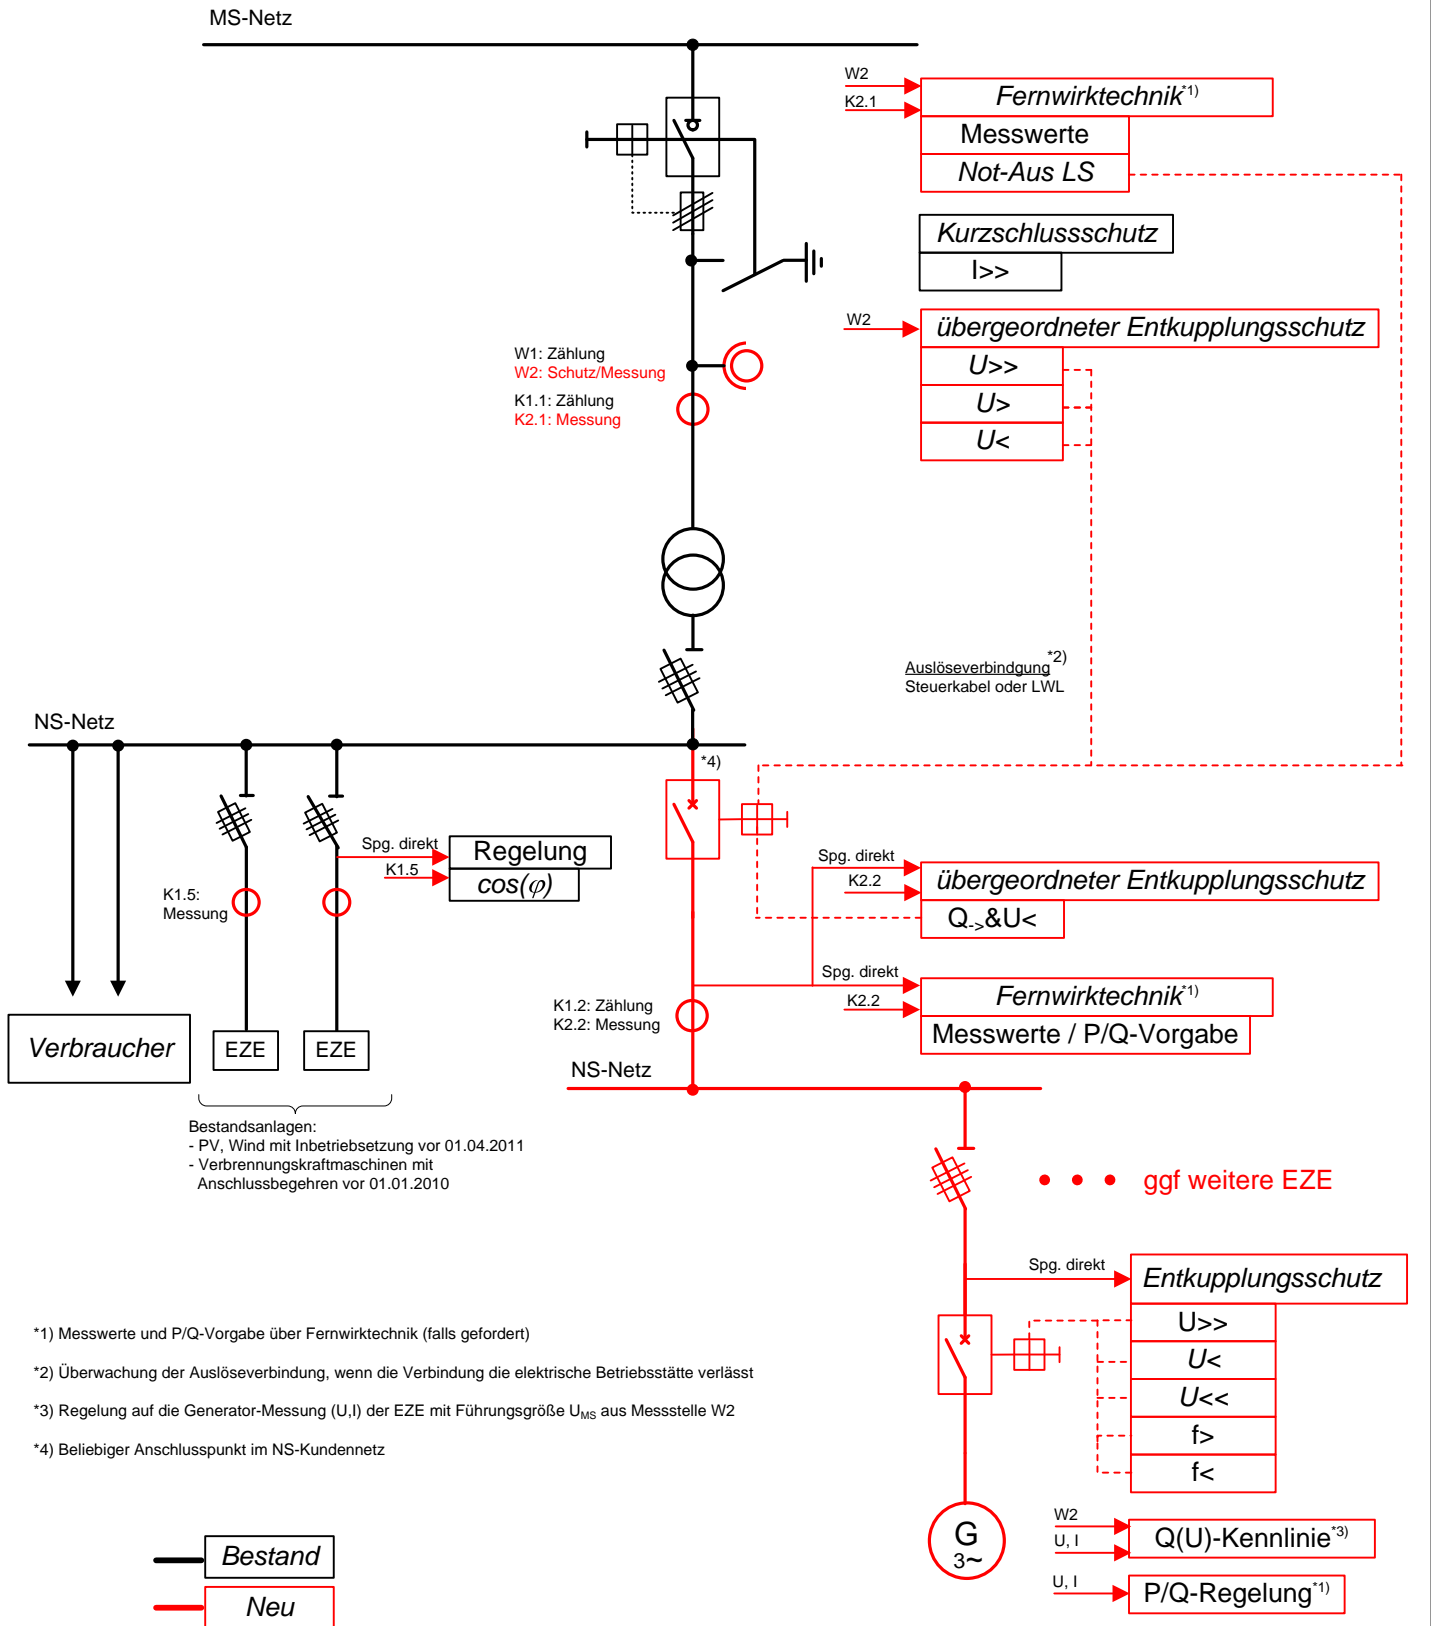 MS-Netz
W2
K2.1
Fernwirktechnik*1)
Messwerte
Not-Aus LS
Kurzschlussschutz
I>>
W2
übergeordneter Entkupplungsschutz
U>>
U>
U<
W1: Zählung
W2: Schutz/Messung
K1.1: Zählung
K2.1: Messung
Auslöseverbindgung*2)
Steuerkabel oder LWL
NS-Netz
*4)
Spg. direkt
Regelung
K1.5
cos(φ)
K1.5:
Messung
Spg. direkt
K2.2
übergeordneter Entkupplungsschutz
Q->&U<
Spg. direkt
K2.2
Fernwirktechnik*1)
Messwerte / P/Q-Vorgabe
K1.2: Zählung
K2.2: Messung
Verbraucher
EZE
EZE
NS-Netz
Bestandsanlagen:
- PV, Wind mit Inbetriebsetzung vor 01.04.2011
- Verbrennungskraftmaschinen mit
Anschlussbegehren vor 01.01.2010
ggf weitere EZE
Spg. direkt
Entkupplungsschutz
U>>
U<
U<<
f>
f<
*1) Messwerte und P/Q-Vorgabe über Fernwirktechnik (falls gefordert)
*2) Überwachung der Auslöseverbindung, wenn die Verbindung die elektrische Betriebsstätte verlässt
*3) Regelung auf die Generator-Messung (U,I) der EZE mit Führungsgröße UMS aus Messstelle W2
*4) Beliebiger Anschlusspunkt im NS-Kundennetz
G
3~
W2
U, I
Q(U)-Kennlinie*3)
U, I
P/Q-Regelung*1)
Bestand
Neu